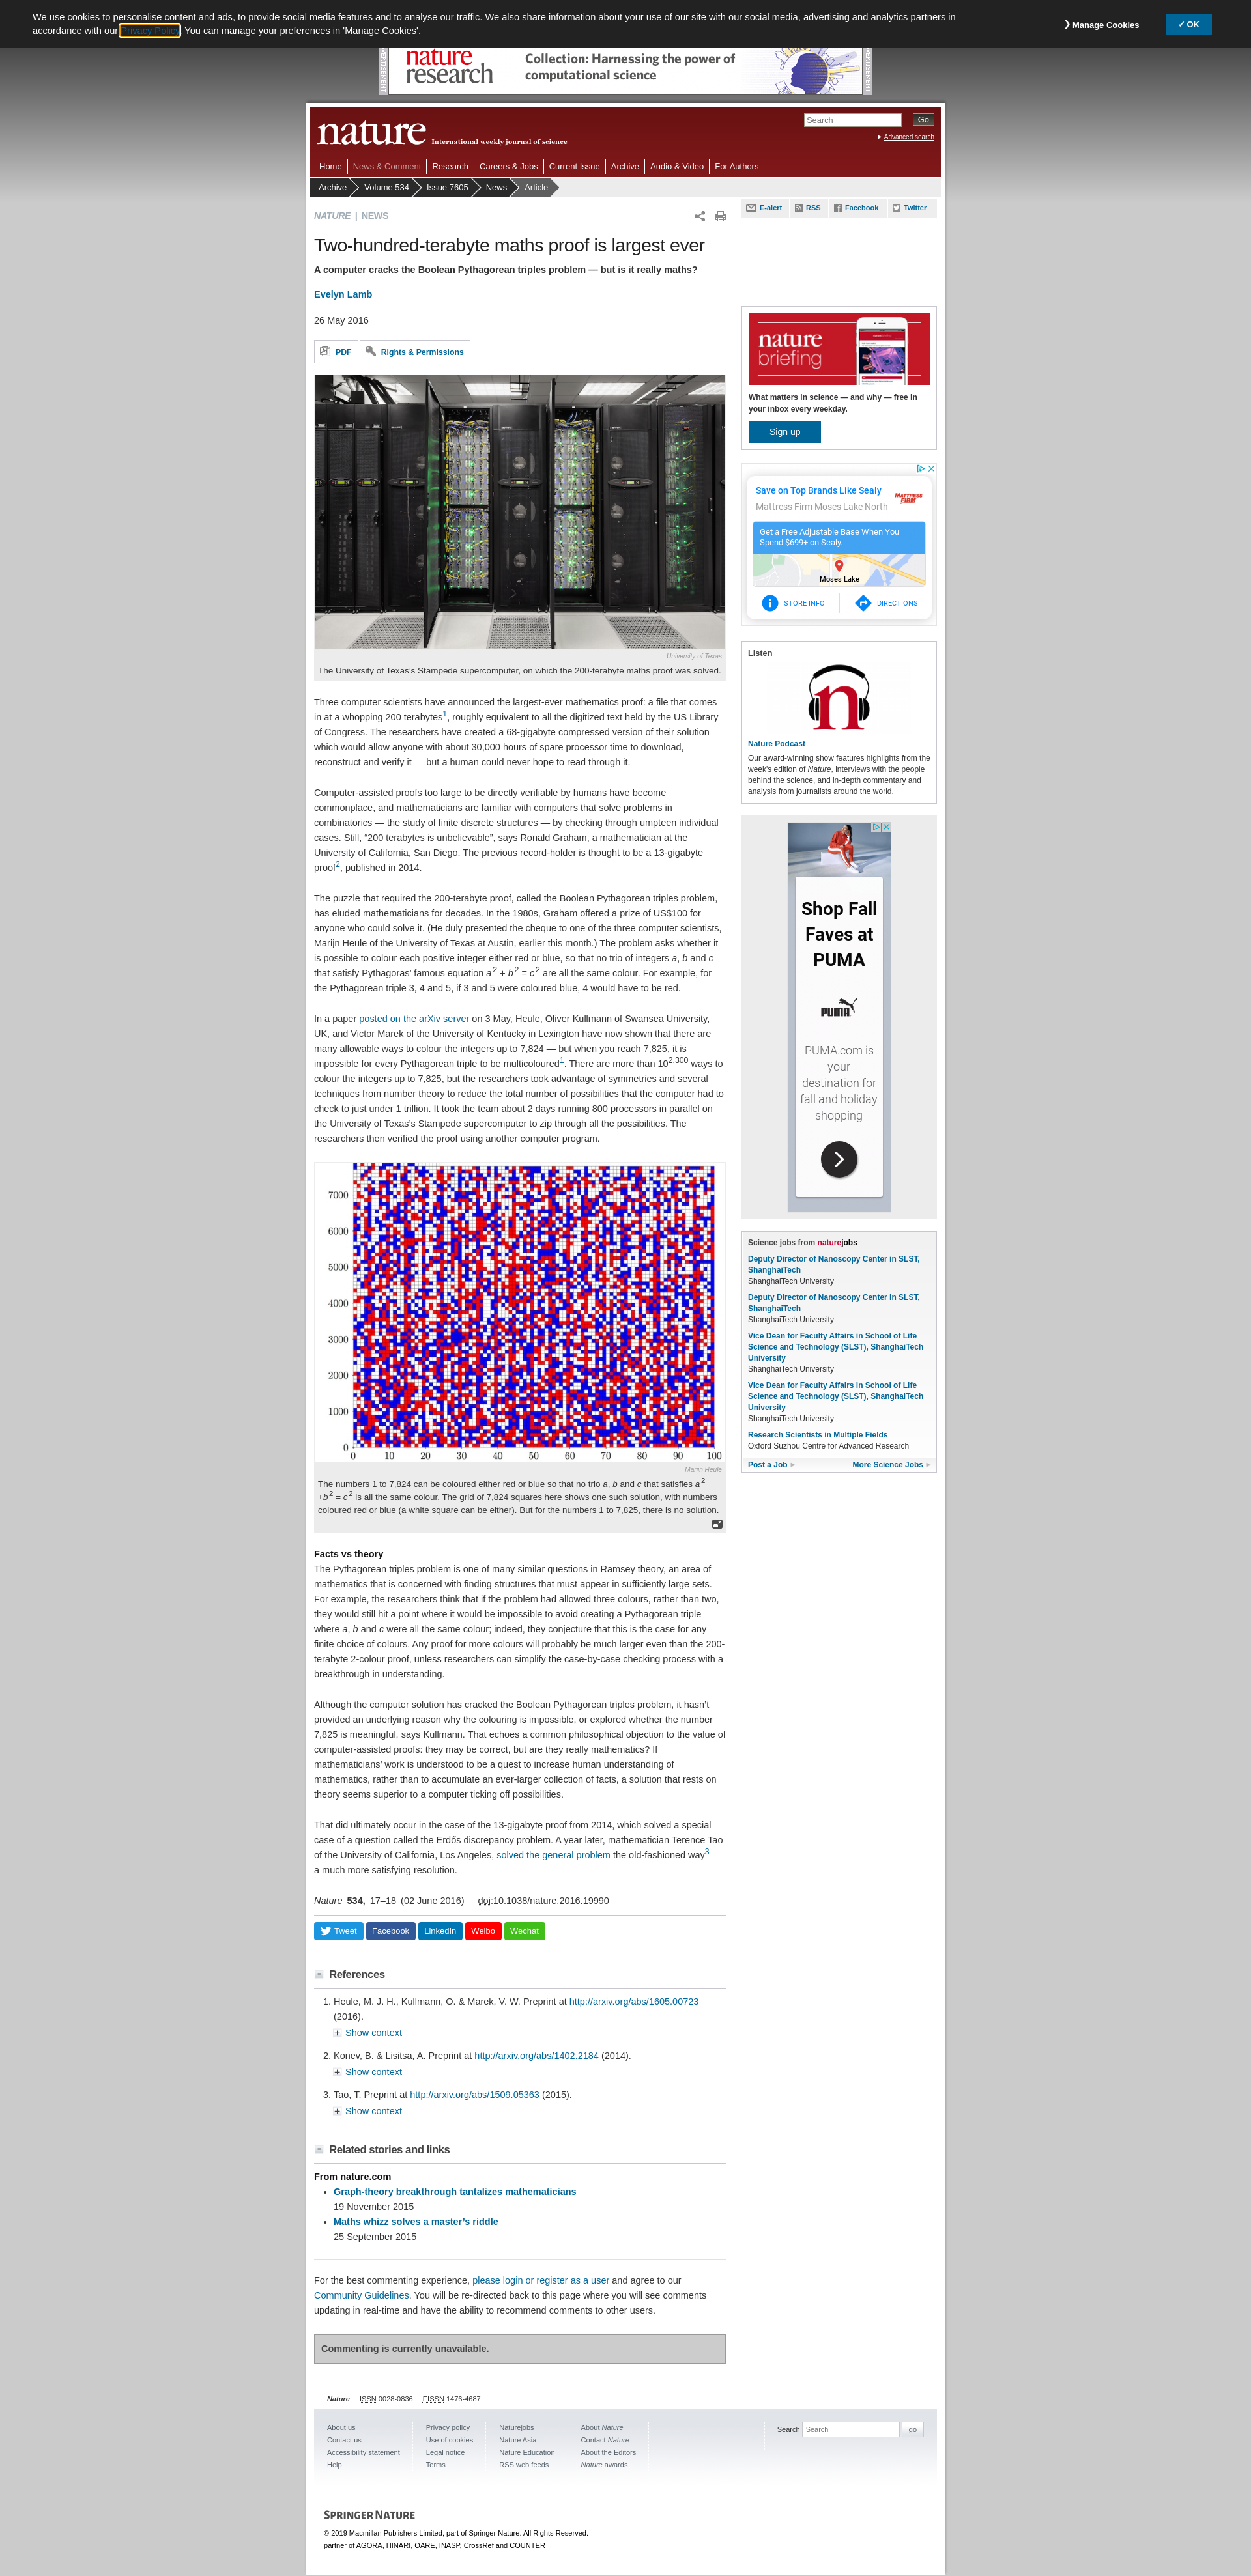 We use cookies to personalise content and ads, to provide social media features and to analyse our traffic. We also share information about your use of our site with our social media, advertising and analytics partners in
accordance with our Privacy Policy. You can manage your preferences in 'Manage Cookies'.
❯ Manage Cookies
✓ OK
nature
research
Collection: Harnessing the power of
computational science
nature International weekly journal of science
Search
Go
Advanced search
Home
News & Comment
Research
Careers & Jobs
Current Issue
Archive
Audio & Video
For Authors
Archive
Volume 534
Issue 7605
News
Article
NATURE | NEWS
Two-hundred-terabyte maths proof is largest ever
A computer cracks the Boolean Pythagorean triples problem — but is it really maths?
Evelyn Lamb
26 May 2016
PDF
Rights & Permissions
University of Texas
The University of Texas's Stampede supercomputer, on which the 200-terabyte maths proof was solved.
Three computer scientists have announced the largest-ever mathematics proof: a file that comes
in at a whopping 200 terabytes1, roughly equivalent to all the digitized text held by the US Library
of Congress. The researchers have created a 68-gigabyte compressed version of their solution —
which would allow anyone with about 30,000 hours of spare processor time to download,
reconstruct and verify it — but a human could never hope to read through it.
Computer-assisted proofs too large to be directly verifiable by humans have become
commonplace, and mathematicians are familiar with computers that solve problems in
combinatorics — the study of finite discrete structures — by checking through umpteen individual
cases. Still, “200 terabytes is unbelievable”, says Ronald Graham, a mathematician at the
University of California, San Diego. The previous record-holder is thought to be a 13-gigabyte
proof2, published in 2014.
The puzzle that required the 200-terabyte proof, called the Boolean Pythagorean triples problem,
has eluded mathematicians for decades. In the 1980s, Graham offered a prize of US$100 for
anyone who could solve it. (He duly presented the cheque to one of the three computer scientists,
Marijn Heule of the University of Texas at Austin, earlier this month.) The problem asks whether it
is possible to colour each positive integer either red or blue, so that no trio of integers a, b and c
that satisfy Pythagoras’ famous equation a2 + b2 = c2 are all the same colour. For example, for
the Pythagorean triple 3, 4 and 5, if 3 and 5 were coloured blue, 4 would have to be red.
In a paper posted on the arXiv server on 3 May, Heule, Oliver Kullmann of Swansea University,
UK, and Victor Marek of the University of Kentucky in Lexington have now shown that there are
many allowable ways to colour the integers up to 7,824 — but when you reach 7,825, it is
impossible for every Pythagorean triple to be multicoloured1. There are more than 102,300 ways to
colour the integers up to 7,825, but the researchers took advantage of symmetries and several
techniques from number theory to reduce the total number of possibilities that the computer had to
check to just under 1 trillion. It took the team about 2 days running 800 processors in parallel on
the University of Texas’s Stampede supercomputer to zip through all the possibilities. The
researchers then verified the proof using another computer program.
7000
6000
5000
4000
3000
2000
1000
0
0 10 20 30 40 50 60 70 80 90 100
Marijn Heule
The numbers 1 to 7,824 can be coloured either red or blue so that no trio a, b and c that satisfies a2
+b2 = c2 is all the same colour. The grid of 7,824 squares here shows one such solution, with numbers
coloured red or blue (a white square can be either). But for the numbers 1 to 7,825, there is no solution.
Facts vs theory
The Pythagorean triples problem is one of many similar questions in Ramsey theory, an area of
mathematics that is concerned with finding structures that must appear in sufficiently large sets.
For example, the researchers think that if the problem had allowed three colours, rather than two,
they would still hit a point where it would be impossible to avoid creating a Pythagorean triple
where a, b and c were all the same colour; indeed, they conjecture that this is the case for any
finite choice of colours. Any proof for more colours will probably be much larger even than the 200-
terabyte 2-colour proof, unless researchers can simplify the case-by-case checking process with a
breakthrough in understanding.
Although the computer solution has cracked the Boolean Pythagorean triples problem, it hasn’t
provided an underlying reason why the colouring is impossible, or explored whether the number
7,825 is meaningful, says Kullmann. That echoes a common philosophical objection to the value of
computer-assisted proofs: they may be correct, but are they really mathematics? If
mathematicians’ work is understood to be a quest to increase human understanding of
mathematics, rather than to accumulate an ever-larger collection of facts, a solution that rests on
theory seems superior to a computer ticking off possibilities.
That did ultimately occur in the case of the 13-gigabyte proof from 2014, which solved a special
case of a question called the Erdős discrepancy problem. A year later, mathematician Terence Tao
of the University of California, Los Angeles, solved the general problem the old-fashioned way3 —
a much more satisfying resolution.
Nature 534, 17–18 (02 June 2016) | doi:10.1038/nature.2016.19990
Tweet
Facebook
LinkedIn
Weibo
Wechat
References
1. Heule, M. J. H., Kullmann, O. & Marek, V. W. Preprint at http://arxiv.org/abs/1605.00723
(2016).
Show context
2. Konev, B. & Lisitsa, A. Preprint at http://arxiv.org/abs/1402.2184 (2014).
Show context
3. Tao, T. Preprint at http://arxiv.org/abs/1509.05363 (2015).
Show context
Related stories and links
From nature.com
• Graph-theory breakthrough tantalizes mathematicians
19 November 2015
• Maths whizz solves a master’s riddle
25 September 2015
For the best commenting experience, please login or register as a user and agree to our
Community Guidelines. You will be re-directed back to this page where you will see comments
updating in real-time and have the ability to recommend comments to other users.
Commenting is currently unavailable.
E-alert
RSS
Facebook
Twitter
nature
briefing
What matters in science — and why — free in
your inbox every weekday.
Sign up
Save on Top Brands Like Sealy
Mattress Firm Moses Lake North
MATTRESS
FIRM
Get a Free Adjustable Base When You
Spend $699+ on Sealy.
Moses Lake
STORE INFO
DIRECTIONS
Listen
n
Nature Podcast
Our award-winning show features highlights from the
week's edition of Nature, interviews with the people
behind the science, and in-depth commentary and
analysis from journalists around the world.
Shop Fall
Faves at
PUMA
PUMA
PUMA.com is
your
destination for
fall and holiday
shopping
Science jobs from naturejobs
Deputy Director of Nanoscopy Center in SLST,
ShanghaiTech
ShanghaiTech University
Deputy Director of Nanoscopy Center in SLST,
ShanghaiTech
ShanghaiTech University
Vice Dean for Faculty Affairs in School of Life
Science and Technology (SLST), ShanghaiTech
University
ShanghaiTech University
Vice Dean for Faculty Affairs in School of Life
Science and Technology (SLST), ShanghaiTech
University
ShanghaiTech University
Research Scientists in Multiple Fields
Oxford Suzhou Centre for Advanced Research
Post a Job
More Science Jobs
Nature ISSN 0028-0836 EISSN 1476-4687
About us
Contact us
Accessibility statement
Help
Privacy policy
Use of cookies
Legal notice
Terms
Naturejobs
Nature Asia
Nature Education
RSS web feeds
About Nature
Contact Nature
About the Editors
Nature awards
Search
Search
go
SPRINGER NATURE
© 2019 Macmillan Publishers Limited, part of Springer Nature. All Rights Reserved.
partner of AGORA, HINARI, OARE, INASP, CrossRef and COUNTER